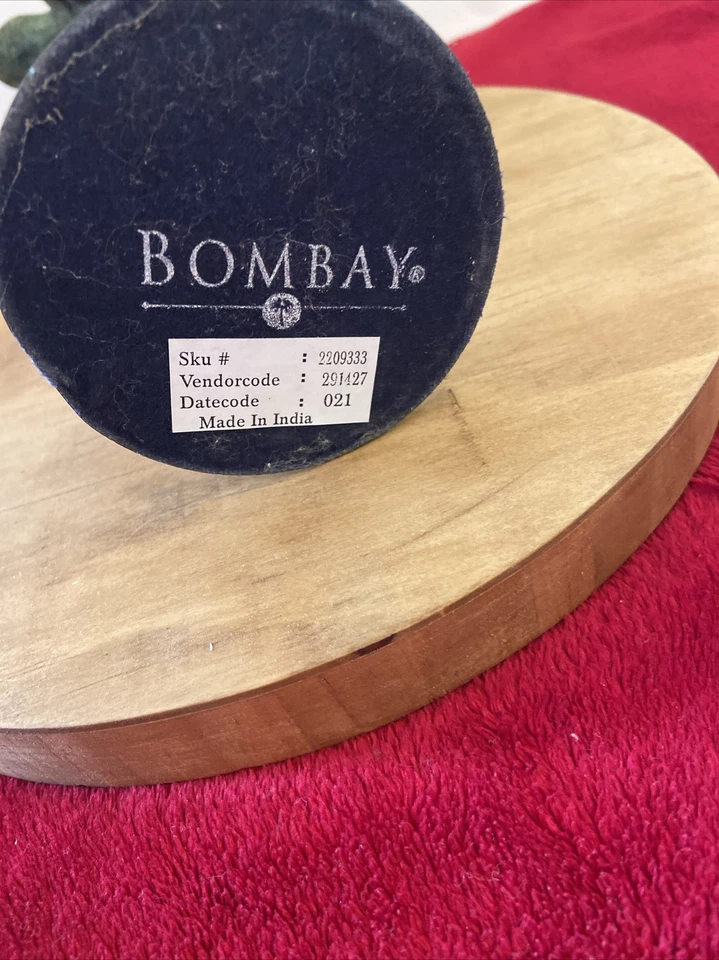 BOMBAY®
Sku # : 2209333
Vendorcode : 291427
Datecode : 021
Made In India